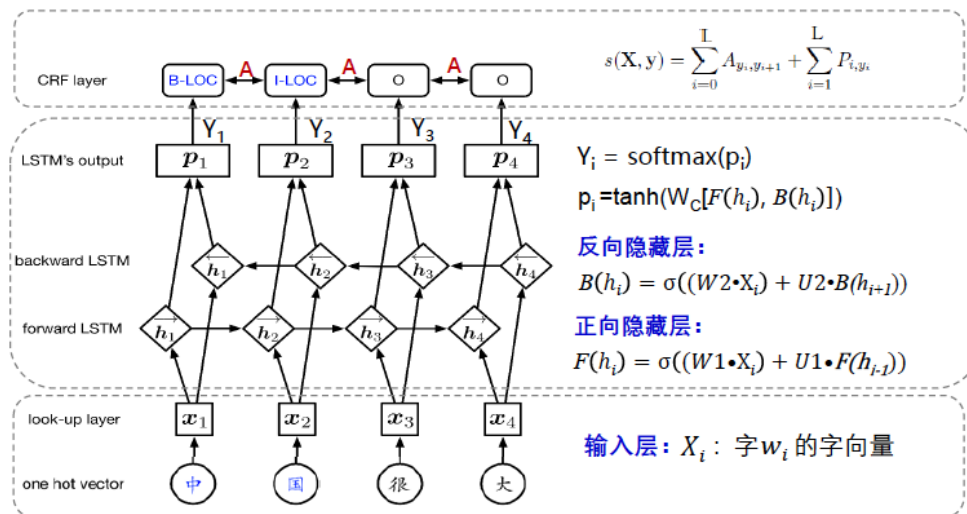 A A A
CRF layer B-LOC I-LOC O O
s(X, y) = \sum_{i=0}^{L} A_{y_i,y_{i+1}} + \sum_{i=1}^{L} P_{i,y_i}
Y₁ Y₂ Y₃ Y₄
LSTM's output p₁ p₂ p₃ p₄
Yᵢ = softmax(pᵢ)
pᵢ =tanh(W_C[F(hᵢ), B(hᵢ)])
反向隐藏层：
backward LSTM h₁ h₂ h₃ h₄
B(hᵢ) = σ((W2•Xᵢ) + U2•B(hᵢ₊₁))
正向隐藏层：
forward LSTM h₁ h₂ h₃ h₄
F(hᵢ) = σ((W1•Xᵢ) + U1•F(hᵢ₋₁))
look-up layer x₁ x₂ x₃ x₄
输入层：Xᵢ：字wᵢ的字向量
one hot vector 中 国 很 大